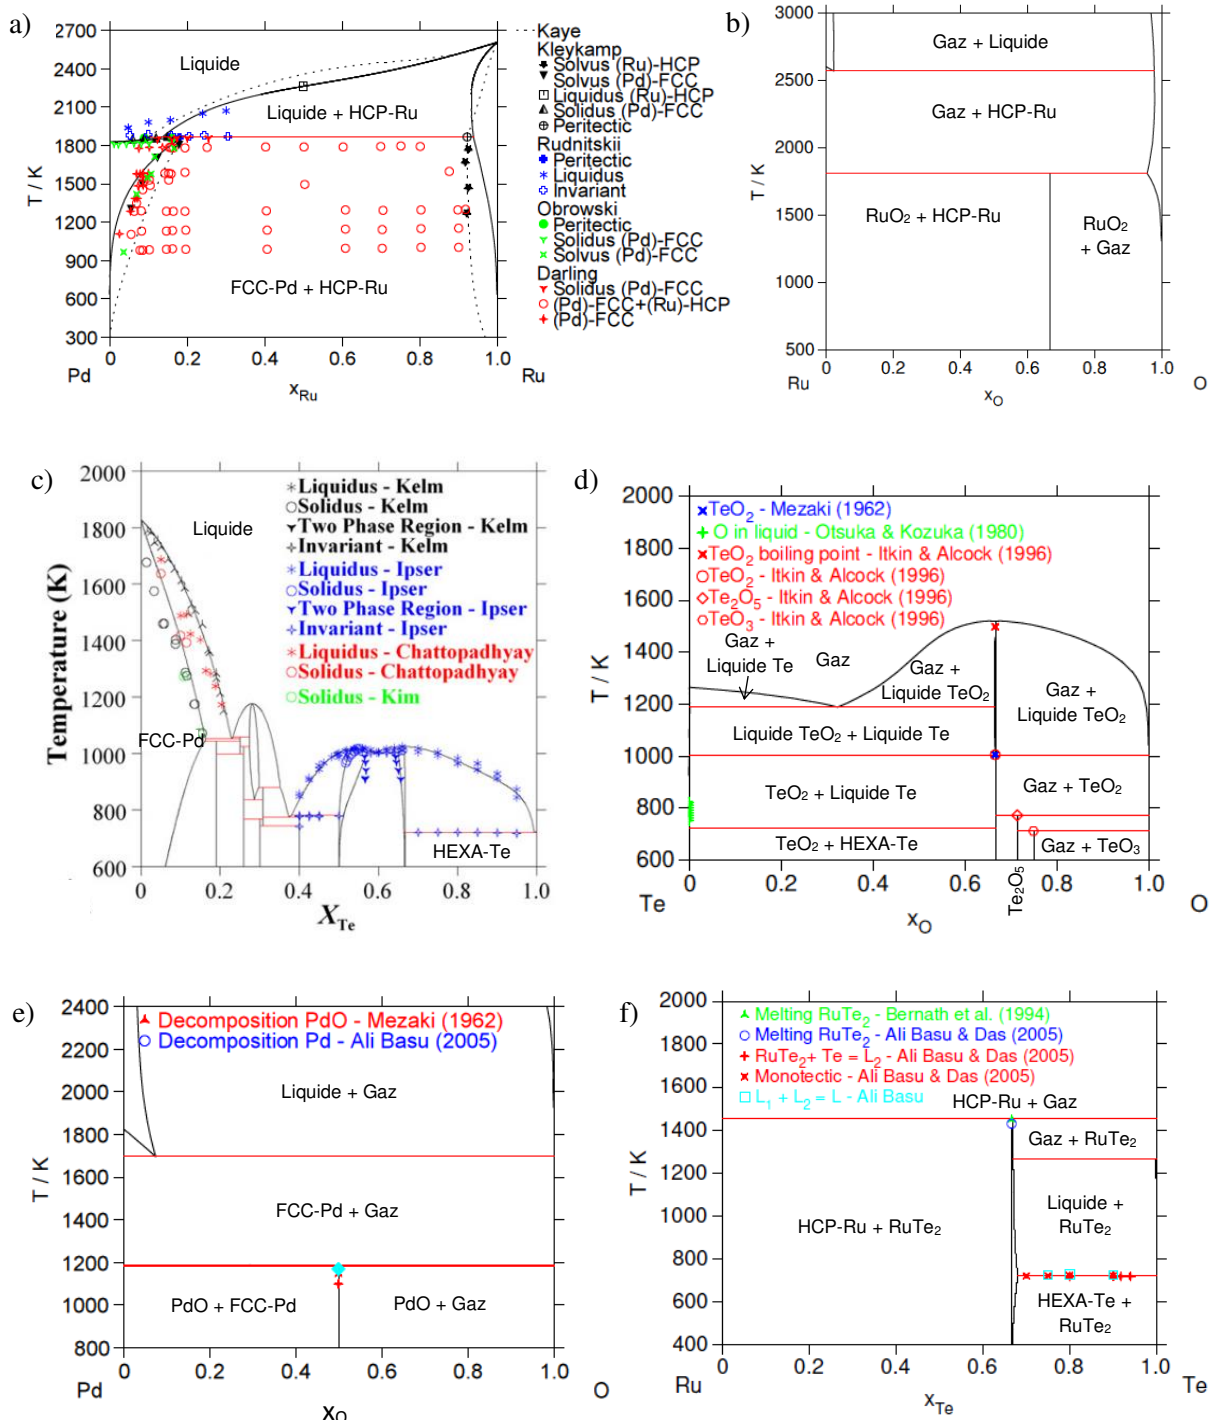 a)
2700
2400
2100
1800
1500
1200
900
600
300
T / K
0
0.2
0.4
0.6
0.8
1.0
Pd
Ru
xRu
Liquide
Liquide + HCP-Ru
FCC-Pd + HCP-Ru
Kaye
Kleykamp
Solvus (Ru)-HCP
Solvus (Pd)-FCC
Liquidus (Ru)-HCP
Solidus (Pd)-FCC
Peritectic
Rudnitskii
Peritectic
Liquidus
Invariant
Obrowski
Peritectic
Solidus (Pd)-FCC
Solvus (Pd)-FCC
Darling
Solidus (Pd)-FCC
(Pd)-FCC+(Ru)-HCP
(Pd)-FCC
b)
3000
2500
2000
1500
1000
500
T / K
0
0.2
0.4
0.6
0.8
1.0
Ru
O
xO
Gaz + Liquide
Gaz + HCP-Ru
RuO2 + HCP-Ru
RuO2
+ Gaz
c)
2000
1800
1600
1400
1200
1000
800
600
Temperature (K)
0
0.2
0.4
0.6
0.8
1.0
XTe
Liquide
FCC-Pd
HEXA-Te
Liquidus - Kelm
Solidus - Kelm
Two Phase Region - Kelm
Invariant - Kelm
Liquidus - Ipser
Solidus - Ipser
Two Phase Region - Ipser
Invariant - Ipser
Liquidus - Chattopadhyay
Solidus - Chattopadhyay
Solidus - Kim
d)
2000
1800
1600
1400
1200
1000
800
600
T / K
0
0.2
0.4
0.6
0.8
1.0
Te
O
xO
TeO2 - Mezaki (1962)
O in liquid - Otsuka & Kozuka (1980)
TeO2 boiling point - Itkin & Alcock (1996)
TeO2 - Itkin & Alcock (1996)
Te2O5 - Itkin & Alcock (1996)
TeO3 - Itkin & Alcock (1996)
Gaz +
Liquide Te
Gaz
Gaz +
Liquide TeO2
Gaz +
Liquide TeO2
Liquide TeO2 + Liquide Te
TeO2 + Liquide Te
Gaz + TeO2
TeO2 + HEXA-Te
Gaz + TeO3
Te2O5
e)
2400
2200
2000
1800
1600
1400
1200
1000
800
T / K
0
0.2
0.4
0.6
0.8
1.0
Pd
O
xO
Decomposition PdO - Mezaki (1962)
Decomposition Pd - Ali Basu (2005)
Liquide + Gaz
FCC-Pd + Gaz
PdO + FCC-Pd
PdO + Gaz
f)
2000
1800
1600
1400
1200
1000
800
600
400
T / K
0
0.2
0.4
0.6
0.8
1.0
Ru
Te
xTe
Melting RuTe2 - Bernath et al. (1994)
Melting RuTe2 - Ali Basu & Das (2005)
RuTe2+ Te = L2 - Ali Basu & Das (2005)
Monotectic - Ali Basu & Das (2005)
L1 + L2 = L - Ali Basu
HCP-Ru + Gaz
Gaz + RuTe2
HCP-Ru + RuTe2
Liquide +
RuTe2
HEXA-Te +
RuTe2